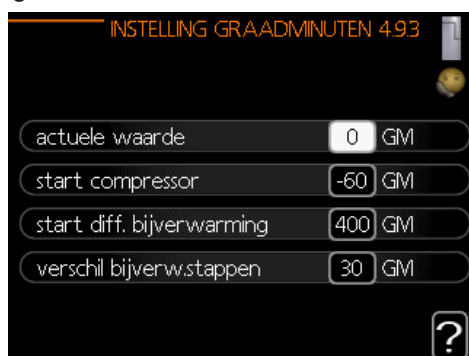 INSTELLING GRAADMINUTEN 4.9.3
actuele waarde 0 GM
start compressor -60 GM
start diff. bijverwarming 400 GM
verschil bijverw.stappen 30 GM
?